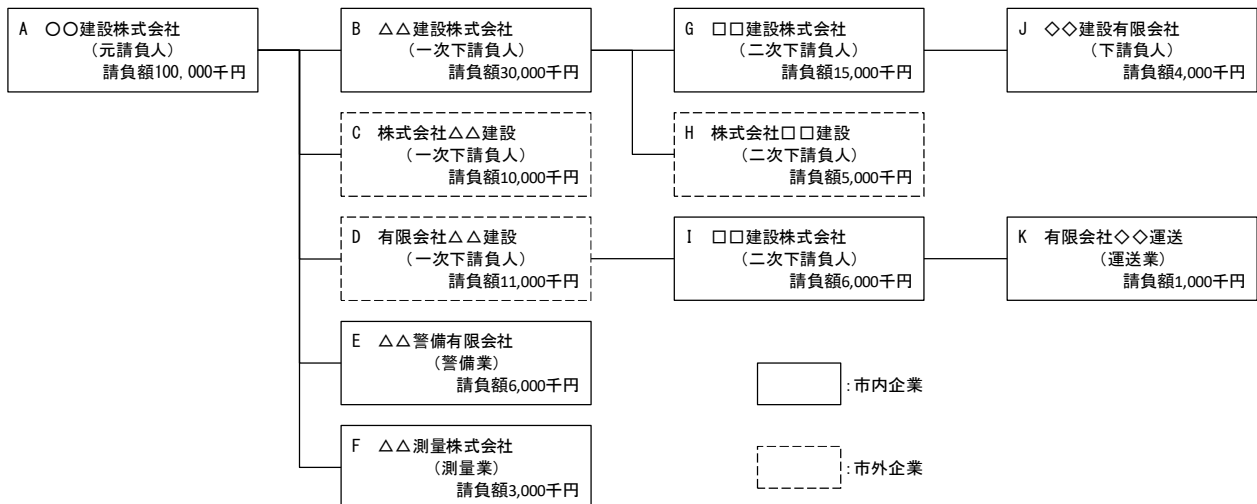 A ○○建設株式会社
(元請負人)
請負額100,000千円
B △△建設株式会社
(一次下請負人)
請負額30,000千円
G □□建設株式会社
(二次下請負人)
請負額15,000千円
J ◇◇建設有限会社
(下請負人)
請負額4,000千円
C 株式会社△△建設
(一次下請負人)
請負額10,000千円
H 株式会社□□建設
(二次下請負人)
請負額5,000千円
D 有限会社△△建設
(一次下請負人)
請負額11,000千円
I □□建設株式会社
(二次下請負人)
請負額6,000千円
K 有限会社◇◇運送
(運送業)
請負額1,000千円
E △△警備有限会社
(警備業)
請負額6,000千円
:市内企業
F △△測量株式会社
(測量業)
請負額3,000千円
:市外企業